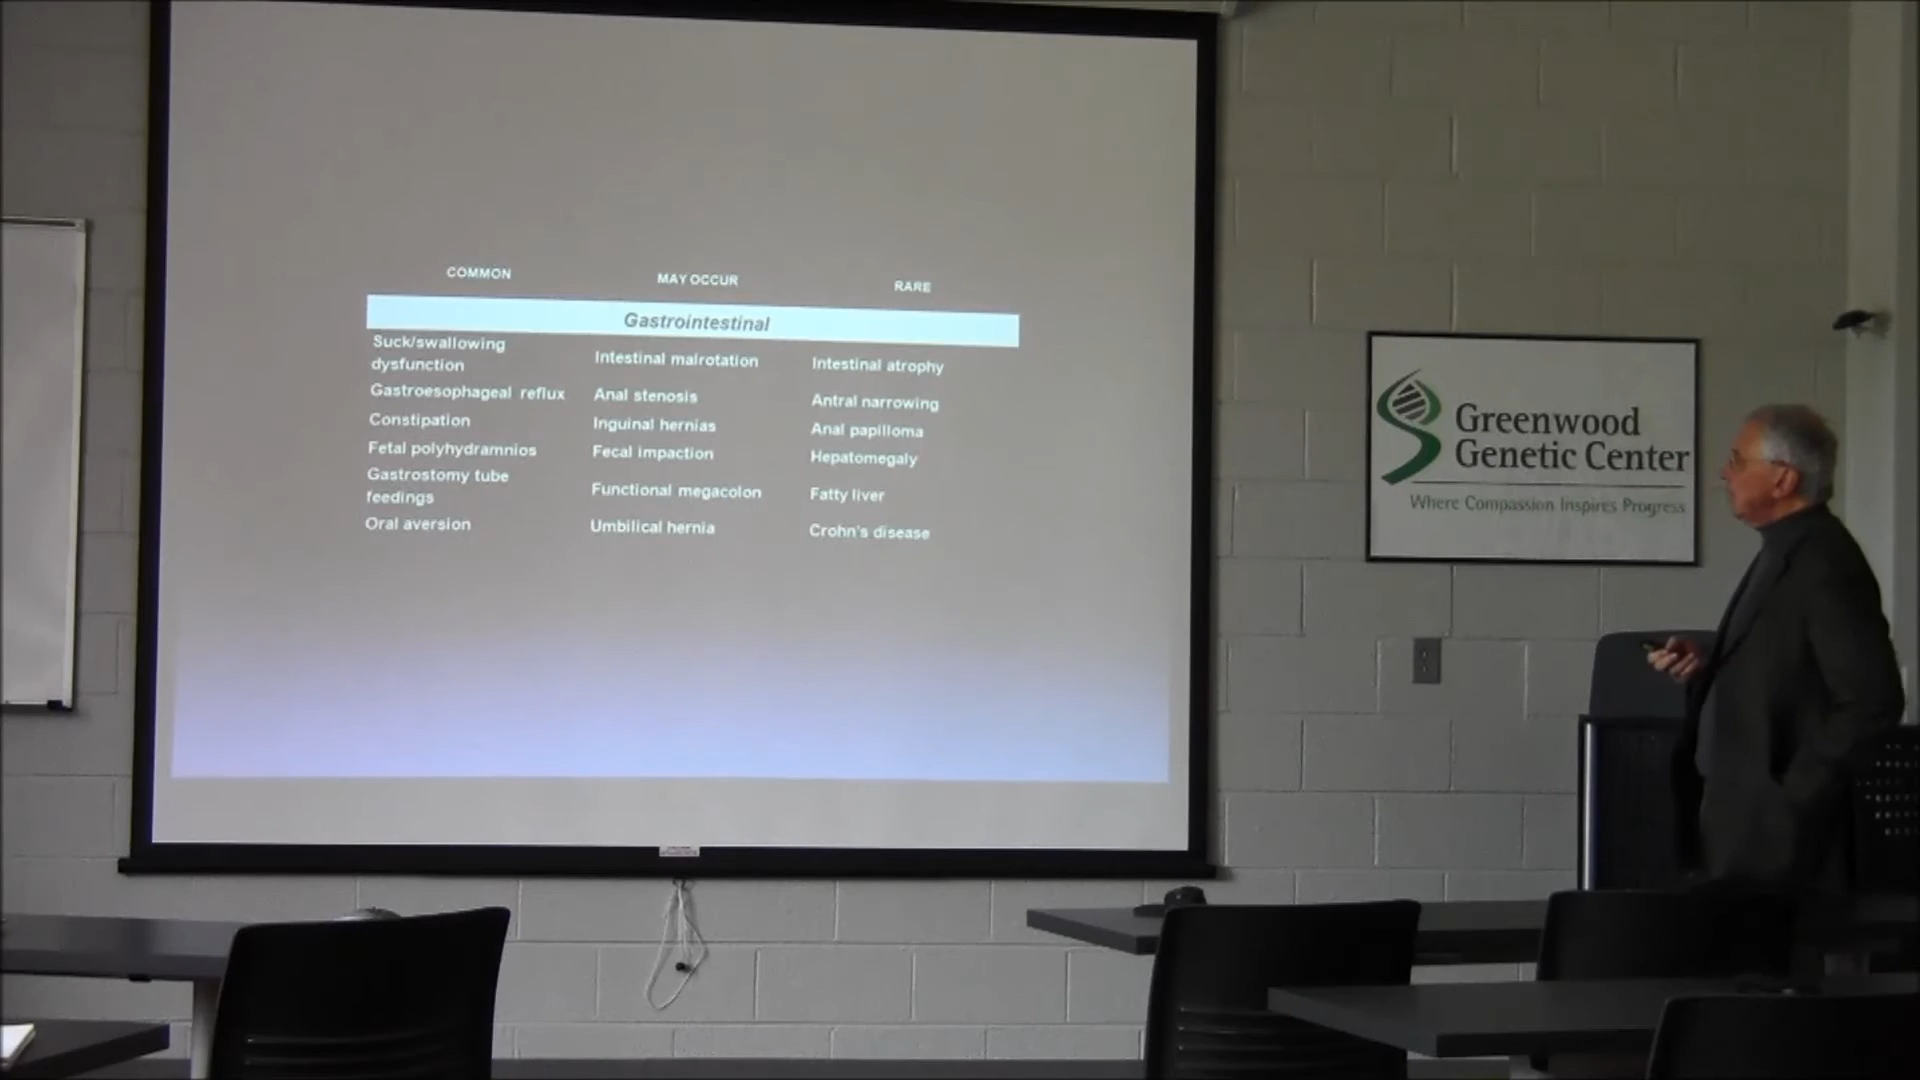 COMMON MAY OCCUR RARE
Gastrointestinal
Suck/swallowing
dysfunction
Intestinal malrotation
Intestinal atrophy
Gastroesophageal reflux
Anal stenosis
Antral narrowing
Constipation
Inguinal hernias
Anal papilloma
Fetal polyhydramnios
Fecal impaction
Hepatomegaly
Gastrostomy tube
feedings
Functional megacolon
Fatty liver
Oral aversion
Umbilical hernia
Crohn's disease
Greenwood
Genetic Center
Where Compassion Inspires Progress